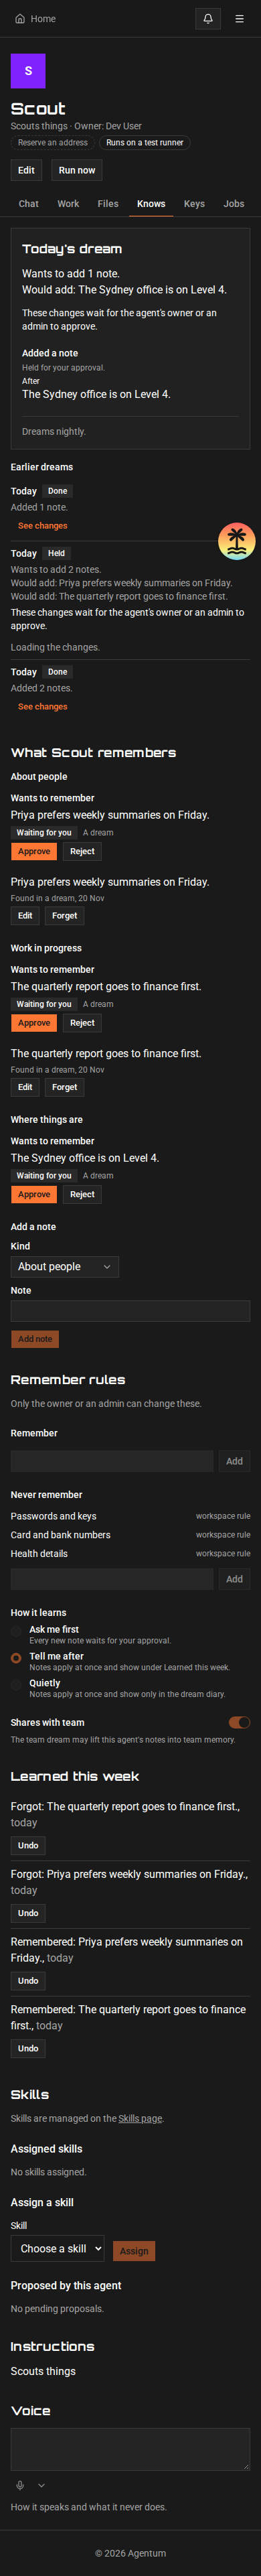 Home
S
Scout
Scouts things · Owner: Dev User
Reserve an address
Runs on a test runner
Edit
Run now
Chat
Work
Files
Knows
Keys
Jobs
Today's dream
Wants to add 1 note.
Would add: The Sydney office is on Level 4.
These changes wait for the agent's owner or an
admin to approve.
Added a note
Held for your approval.
After
The Sydney office is on Level 4.
Dreams nightly.
Earlier dreams
Today Done
Added 1 note.
See changes
Today Held
Wants to add 2 notes.
Would add: Priya prefers weekly summaries on Friday.
Would add: The quarterly report goes to finance first.
These changes wait for the agent's owner or an admin to
approve.
Loading the changes.
Today Done
Added 2 notes.
See changes
What Scout remembers
About people
Wants to remember
Priya prefers weekly summaries on Friday.
Waiting for you A dream
Approve Reject
Priya prefers weekly summaries on Friday.
Found in a dream, 20 Nov
Edit Forget
Work in progress
Wants to remember
The quarterly report goes to finance first.
Waiting for you A dream
Approve Reject
The quarterly report goes to finance first.
Found in a dream, 20 Nov
Edit Forget
Where things are
Wants to remember
The Sydney office is on Level 4.
Waiting for you A dream
Approve Reject
Add a note
Kind
About people
Note
Add note
Remember rules
Only the owner or an admin can change these.
Remember
Add
Never remember
Passwords and keys workspace rule
Card and bank numbers workspace rule
Health details workspace rule
Add
How it learns
Ask me first
Every new note waits for your approval.
Tell me after
Notes apply at once and show under Learned this week.
Quietly
Notes apply at once and show only in the dream diary.
Shares with team
The team dream may lift this agent's notes into team memory.
Learned this week
Forgot: The quarterly report goes to finance first.,
today
Undo
Forgot: Priya prefers weekly summaries on Friday.,
today
Undo
Remembered: Priya prefers weekly summaries on
Friday., today
Undo
Remembered: The quarterly report goes to finance
first., today
Undo
Skills
Skills are managed on the Skills page.
Assigned skills
No skills assigned.
Assign a skill
Skill
Choose a skill
Assign
Proposed by this agent
No pending proposals.
Instructions
Scouts things
Voice
How it speaks and what it never does.
© 2026 Agentum